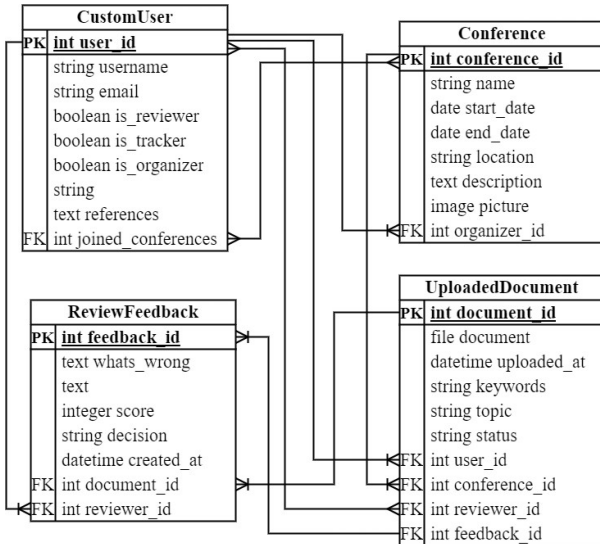 CustomUser
PK int user_id
string username
string email
boolean is_reviewer
boolean is_tracker
boolean is_organizer
string
text references
FK int joined_conferences
Conference
PK int conference_id
string name
date start_date
date end_date
string location
text description
image picture
FK int organizer_id
ReviewFeedback
PK int feedback_id
text whats_wrong
text
integer score
string decision
datetime created_at
FK int document_id
FK int reviewer_id
UploadedDocument
PK int document_id
file document
datetime uploaded_at
string keywords
string topic
string status
FK int user_id
FK int conference_id
FK int reviewer_id
FK int feedback_id